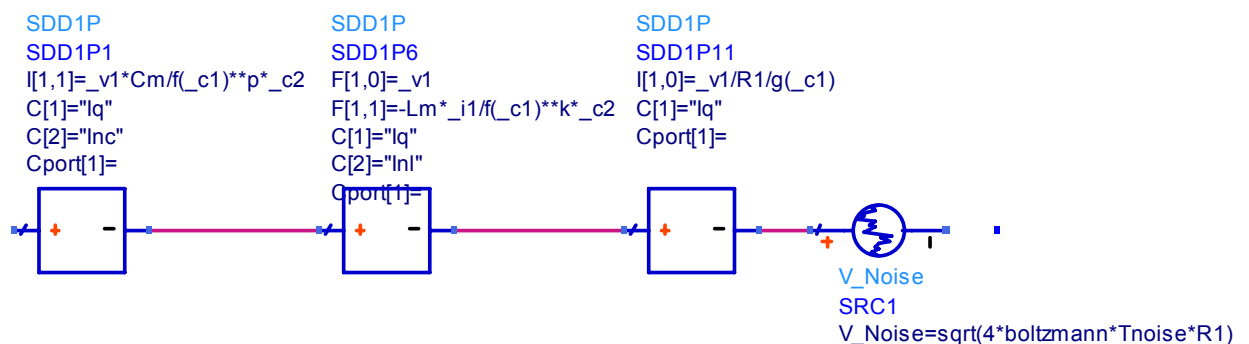 SDD1P
SDD1P1
I[1,1]=_v1*Cm/f(_c1)**p*_c2
C[1]="Iq"
C[2]="Inc"
Cport[1]=
SDD1P
SDD1P6
F[1,0]=_v1
F[1,1]=-Lm*_i1/f(_c1)**k*_c2
C[1]="Iq"
C[2]="Inl"
Cport[1]=
SDD1P
SDD1P11
I[1,0]=_v1/R1/g(_c1)
C[1]="Iq"
Cport[1]=
V_Noise
SRC1
V_Noise=sqrt(4*boltzmann*Tnoise*R1)